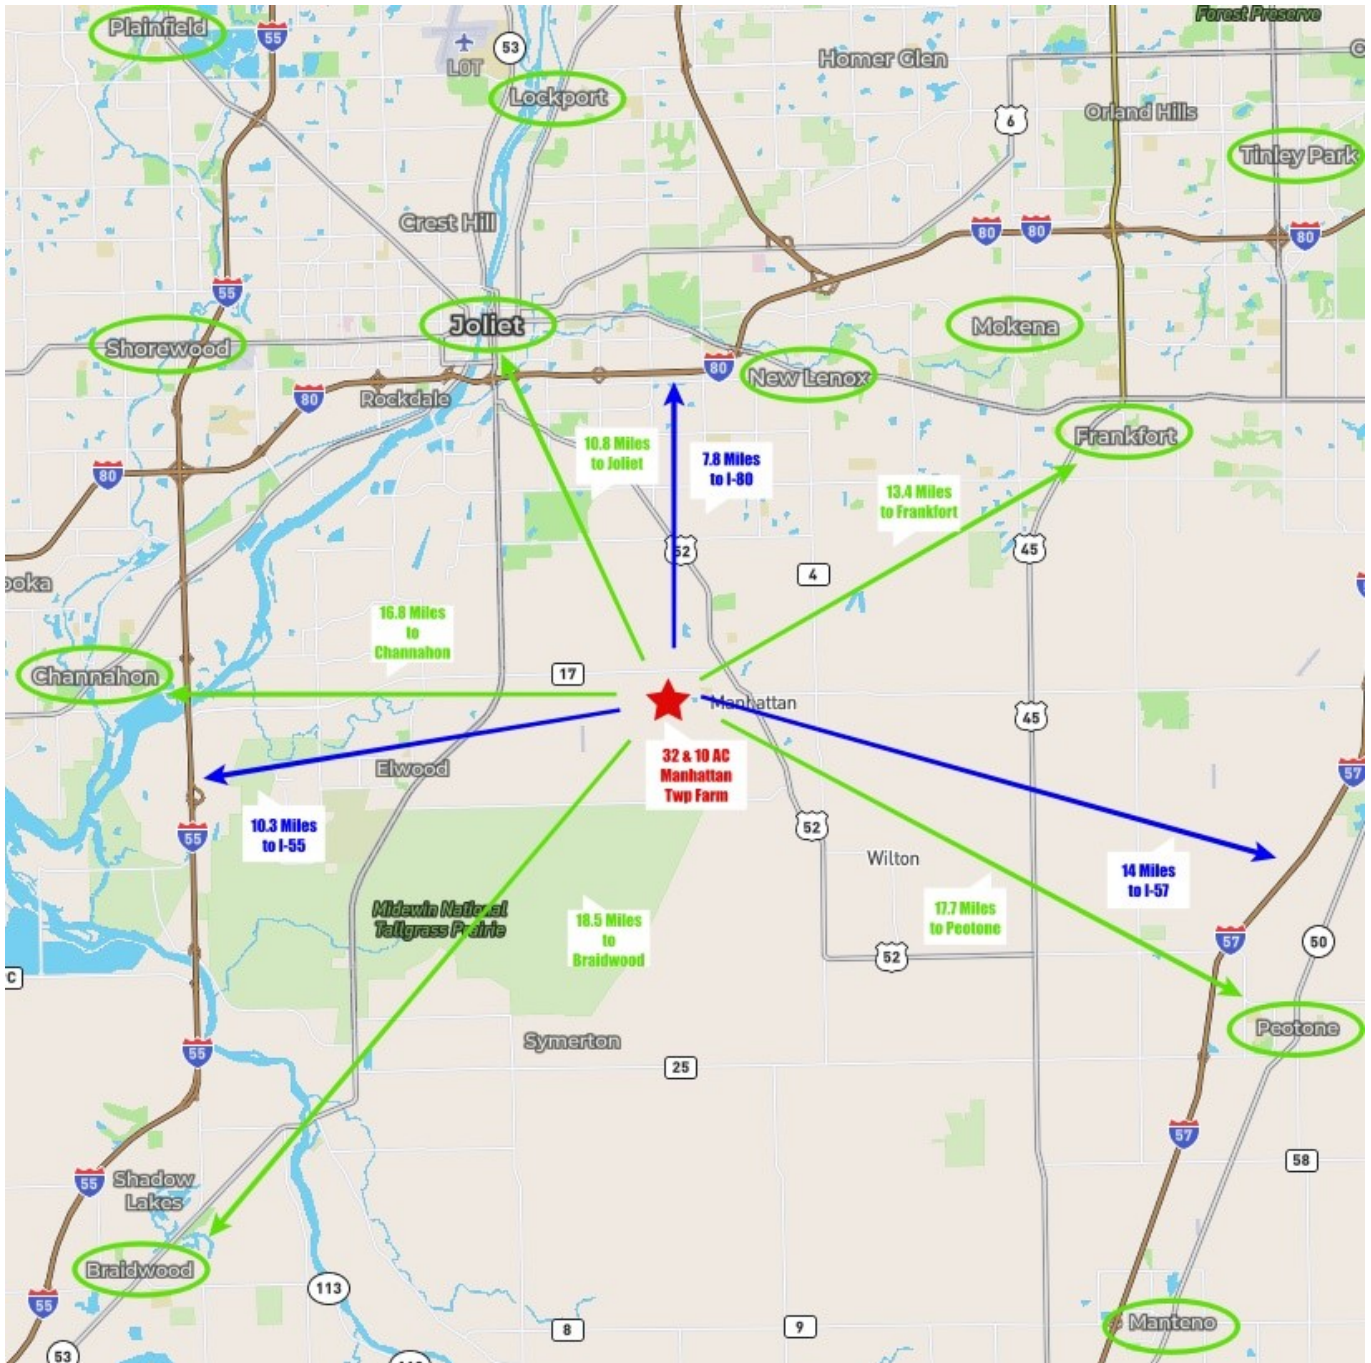 Forest Preserve
Plainfield
55
53
LOT
Homer Glen
Lockport
6
Orland Hills
Tinley Park
Crest Hill
80
80
80
55
Joliet
Mokena
Shorewood
80
New Lenox
80
Rockdale
Frankfort
10.8 Miles
to Joliet
7.8 Miles
to I-80
80
13.4 Miles
to Frankfort
52
45
4
ooka
16.8 Miles
to
Channahon
Channahon
17
Manhattan
45
32 & 10 AC
Manhattan
Twp Farm
Elwood
57
10.3 Miles
to I-55
55
52
Wilton
14 Miles
to I-57
Midewin National
Tallgrass Prairie
18.5 Miles
to
Braidwood
17.7 Miles
to Peotone
57
50
52
C
Peotone
Symerton
55
25
57
58
55
Shadow
Lakes
Braidwood
113
55
8
9
Manteno
53